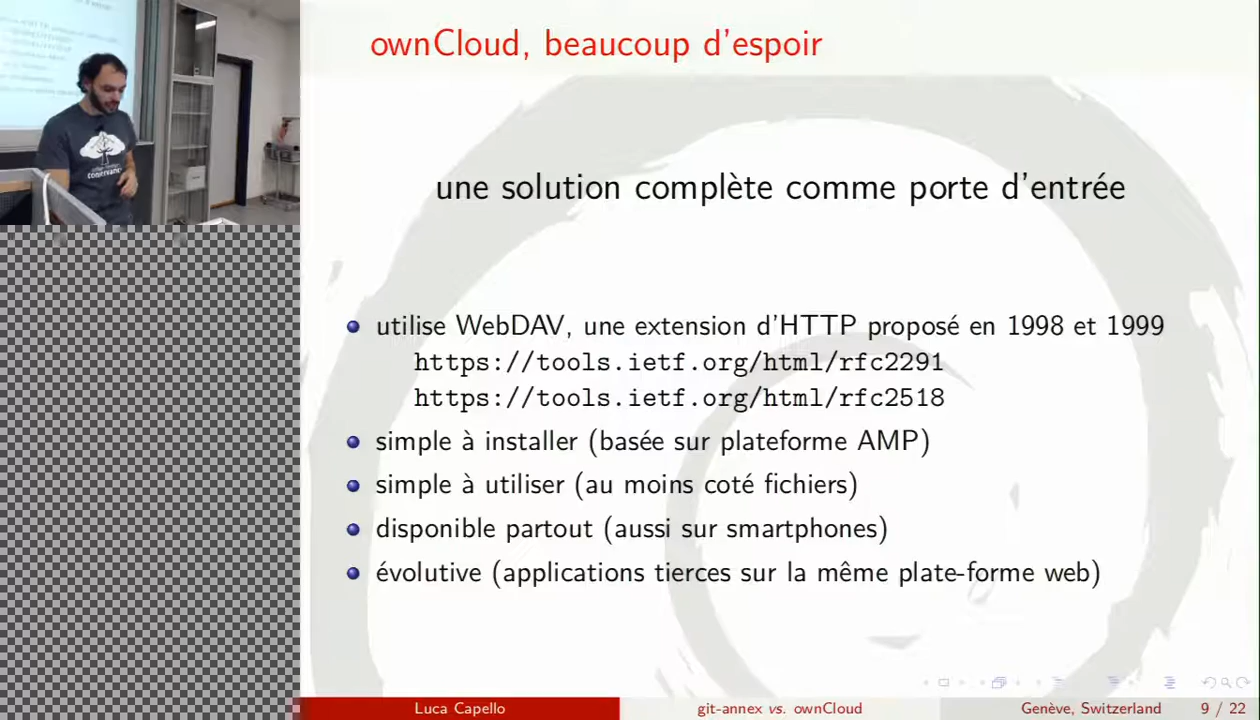 ownCloud, beaucoup d'espoir
une solution complète comme porte d'entrée
utilise WebDAV, une extension d'HTTP proposé en 1998 et 1999
https://tools.ietf.org/html/rfc2291
https://tools.ietf.org/html/rfc2518
simple à installer (basée sur plateforme AMP)
simple à utiliser (au moins coté fichiers)
disponible partout (aussi sur smartphones)
évolutive (applications tierces sur la même plate-forme web)
Luca Capello
git-annex vs. ownCloud
Genève, Switzerland
9 / 22